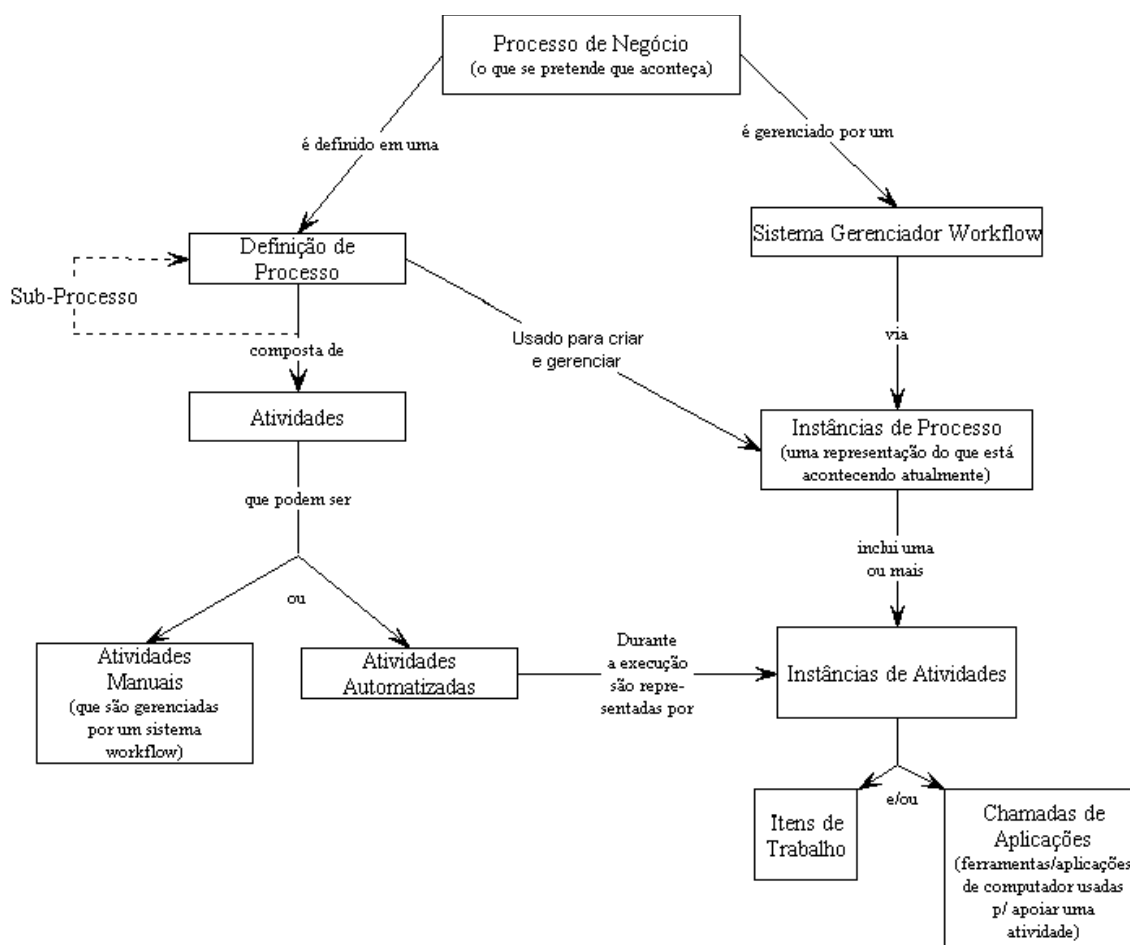 Processo de Negócio
(o que se pretende que aconteça)
é definido em uma
é gerenciado por um
Definição de
Processo
Sistema Gerenciador Workflow
Sub-Processo
composta de
Usado para criar
e gerenciar
via
Atividades
Instâncias de Processo
(uma representação do que está
acontecendo atualmente)
que podem ser
inclui uma
ou mais
ou
Atividades
Manuais
(que são gerenciadas
por um sistema
workflow)
Atividades
Automatizadas
Durante
a execução
são repre-
sentadas por
Instâncias de Atividades
e/ou
Itens de
Trabalho
Chamadas de
Aplicações
(ferramentas/aplicações
de computador usadas
p/ apoiar uma
atividade)